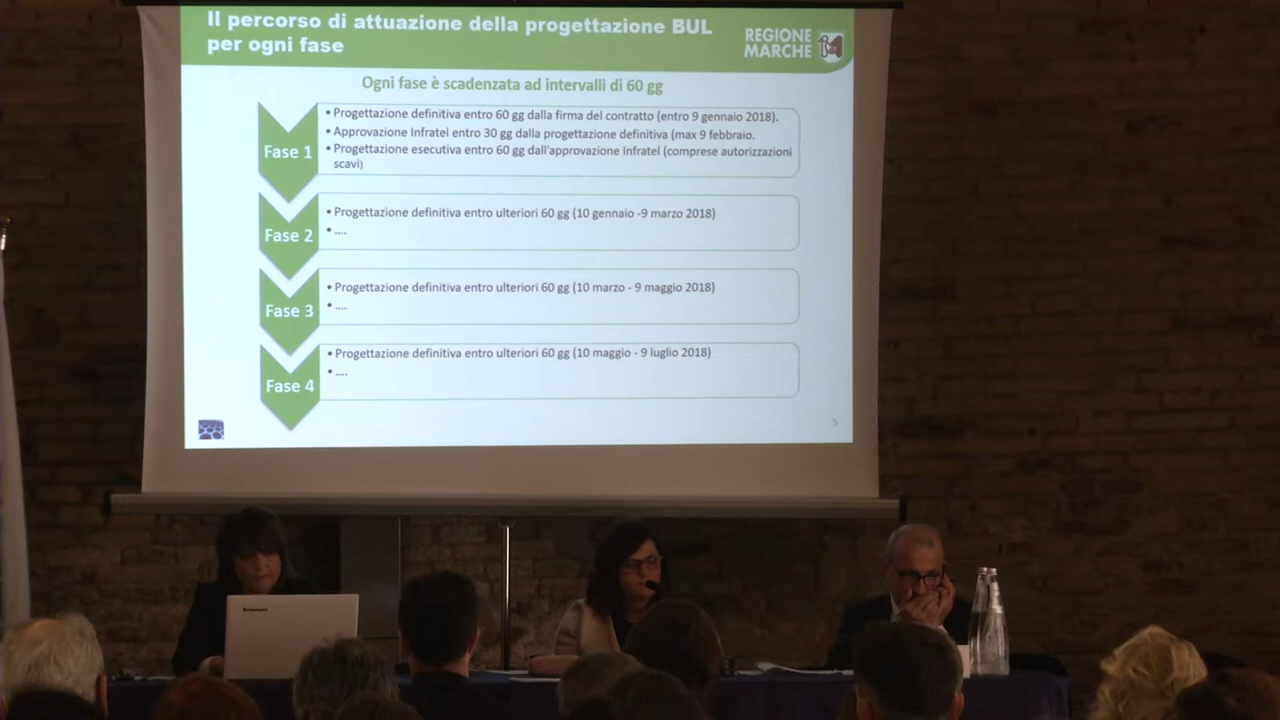 Il percorso di attuazione della progettazione BUL
per ogni fase
REGIONE
MARCHE
Ogni fase è scadenzata ad intervalli di 60 gg
Fase 1
• Progettazione definitiva entro 60 gg dalla firma del contratto (entro 9 gennaio 2018).
• Approvazione Infratel entro 30 gg dalla progettazione definitiva (max 9 febbraio.
• Progettazione esecutiva entro 60 gg dall'approvazione Infratel (comprese autorizzazioni
scavi)
Fase 2
• Progettazione definitiva entro ulteriori 60 gg (10 gennaio -9 marzo 2018)
• ....
Fase 3
• Progettazione definitiva entro ulteriori 60 gg (10 marzo - 9 maggio 2018)
• ....
Fase 4
• Progettazione definitiva entro ulteriori 60 gg (10 maggio - 9 luglio 2018)
• ....
5
Lenovo